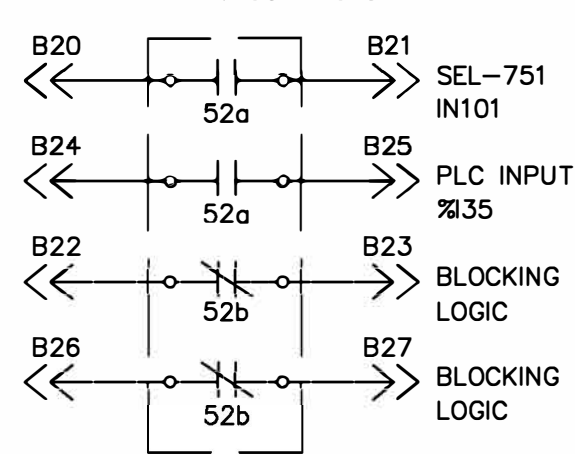 B20 B21
SEL-751
52a IN101
B24 B25
PLC INPUT
52a %I35
B22 B23
BLOCKING
52b LOGIC
B26 B27
BLOCKING
52b LOGIC